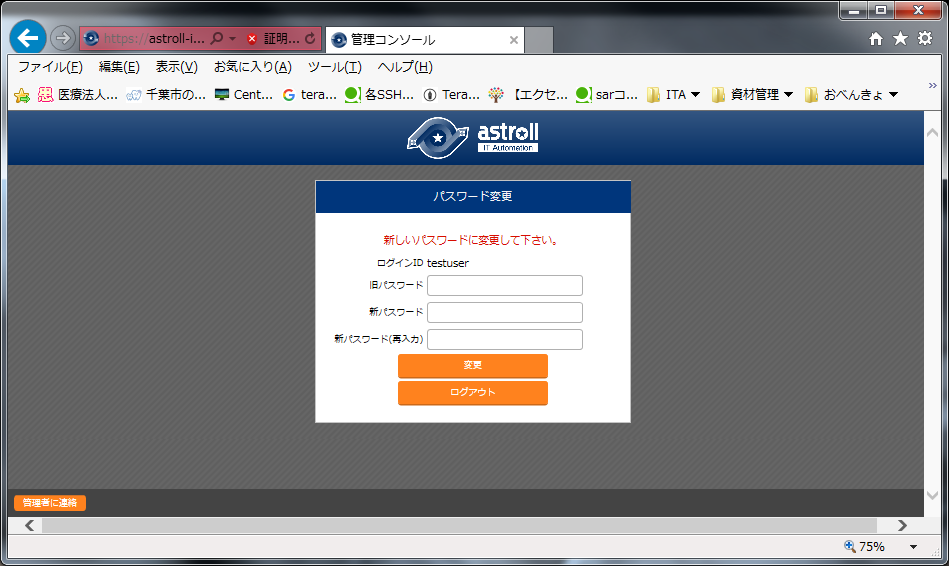 https://astroll-i...
証明...
管理コンソール
ファイル(F) 編集(E) 表示(V) お気に入り(A) ツール(T) ヘルプ(H)
医療法人... 千葉市の... Cent... tera... 各SSH... Tera... 【エクセ... sarコ... ITA 資材管理 おべんきょ
astroll
IT Automation
パスワード変更
新しいパスワードに変更して下さい。
ログインID testuser
旧パスワード
新パスワード
新パスワード(再入力)
変更
ログアウト
管理者に連絡
75%